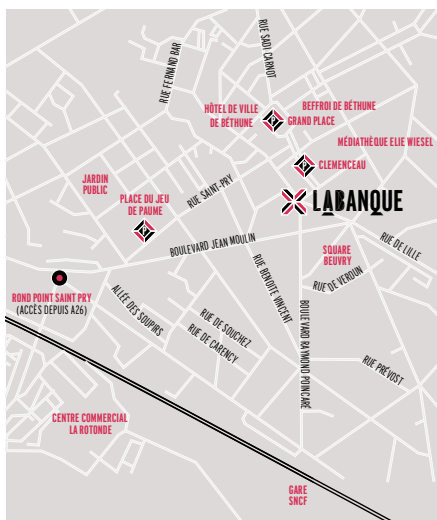 RUE FERNAND BAR
RUE SADI CARNOT
HÔTEL DE VILLE
DE BÉTHUNE
BEFFROI DE BÉTHUNE
GRAND PLACE
P
MÉDIATHÈQUE ELIE WIESEL
P
CLEMENCEAU
LABANQUE
JARDIN
PUBLIC
PLACE DU JEU
DE PAUME
P
RUE SAINT-PRY
BOULEVARD JEAN MOULIN
RUE DE LILLE
SQUARE
BEUVRY
RUE DE VERDUN
RUE BENOITE VINCENT
BOULEVARD RAYMOND POINCARÉ
ROND POINT SAINT PRY
(ACCÈS DEPUIS A26)
ALLÉE DES SOUPIRS
RUE DE SOUCHEZ
RUE DE CARENCY
RUE PRÉVOST
CENTRE COMMERCIAL
LA ROTONDE
GARE
SNCF